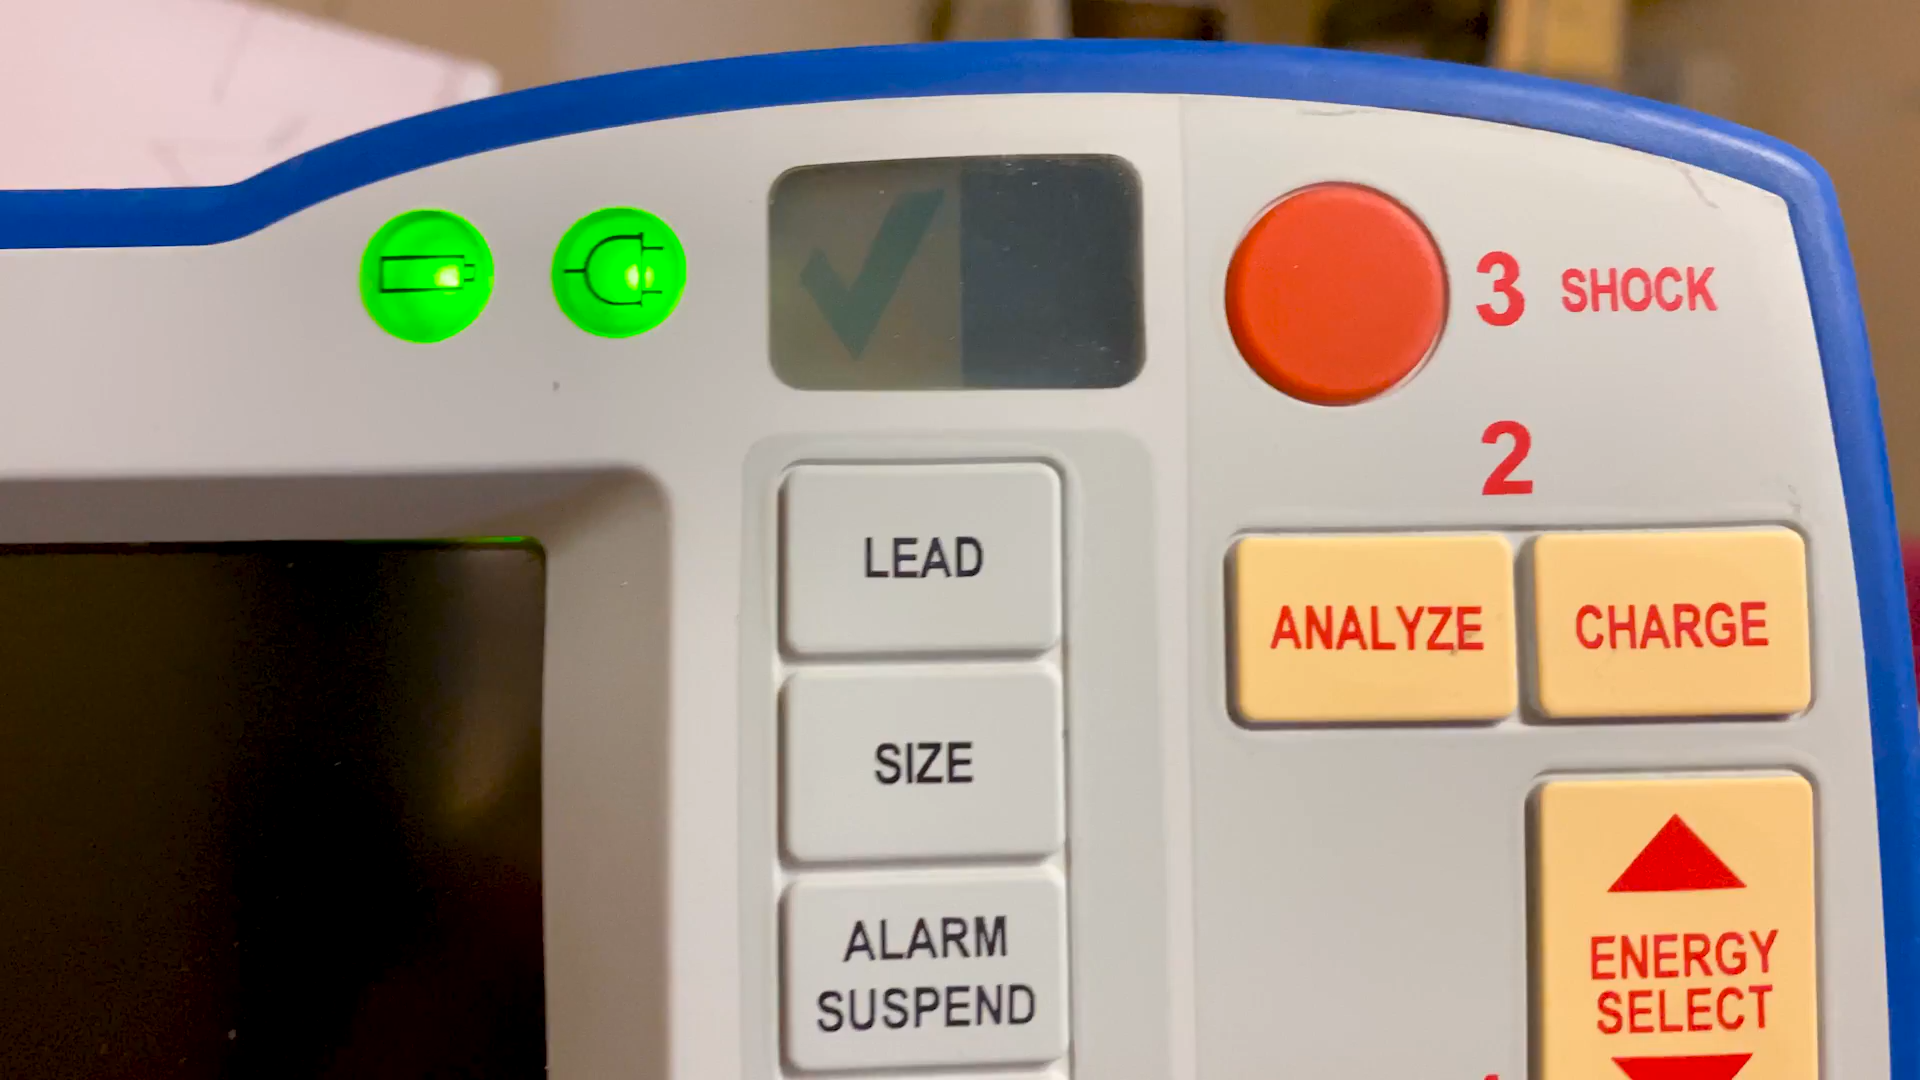 3 SHOCK
2
LEAD
ANALYZE
CHARGE
SIZE
ALARM
SUSPEND
ENERGY
SELECT